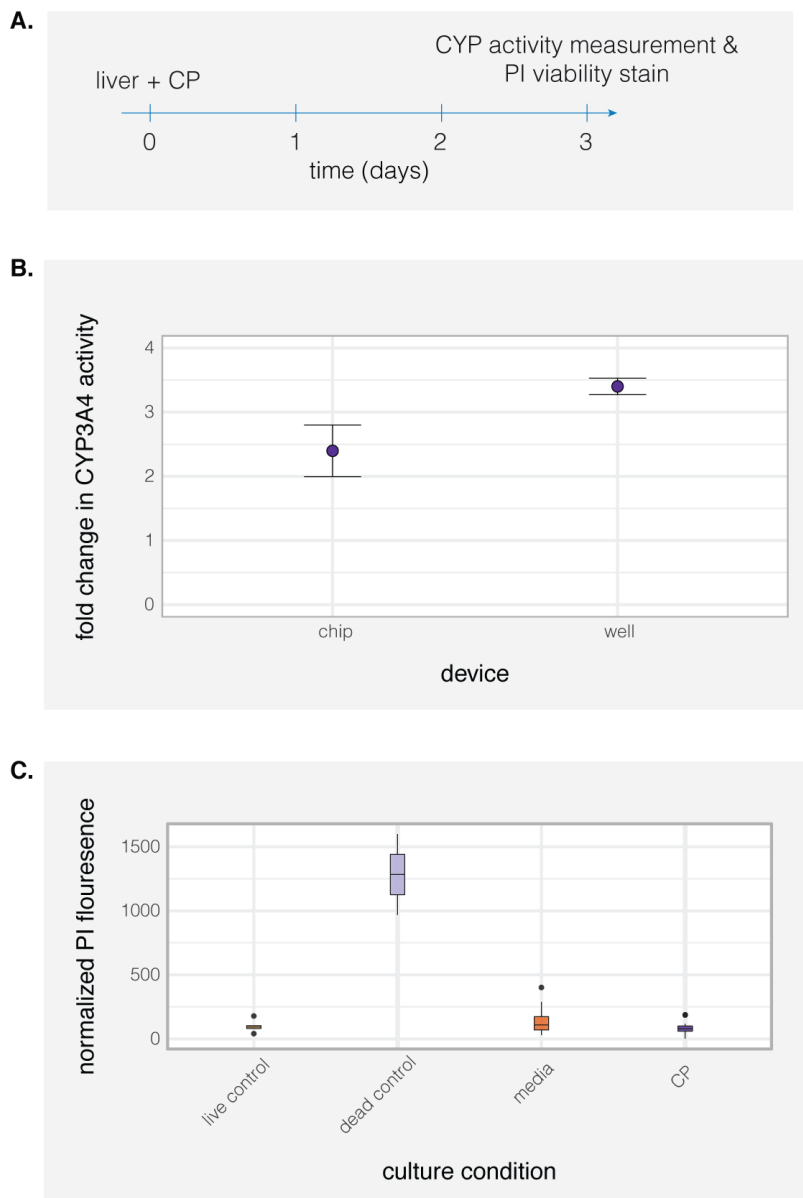 A.
CYP activity measurement &
PI viability stain
liver + CP
0 1 2 3
time (days)
B.
fold change in CYP3A4 activity
4
3
2
1
0
chip well
device
C.
normalized PI flouresence
1500
1000
500
0
live control
dead control
media
CP
culture condition